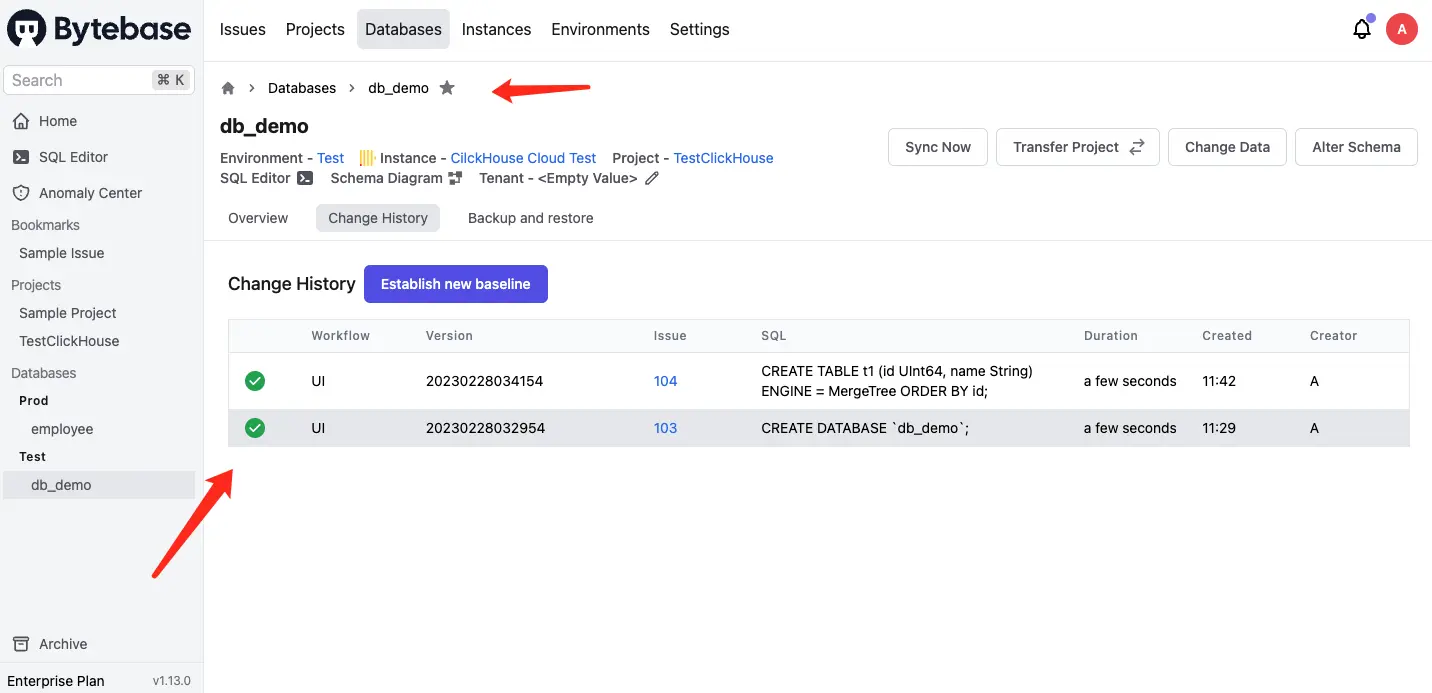 Bytebase
Issues Projects Databases Instances Environments Settings
A
Search ⌘ K
Home
SQL Editor
Anomaly Center
Bookmarks
Sample Issue
Projects
Sample Project
TestClickHouse
Databases
Prod
employee
Test
db_demo
Archive
Enterprise Plan v1.13.0
Databases > db_demo
db_demo
Environment - Test Instance - CilckHouse Cloud Test Project - TestClickHouse
SQL Editor Schema Diagram Tenant - <Empty Value>
Sync Now Transfer Project Change Data Alter Schema
Overview Change History Backup and restore
Change History Establish new baseline
Workflow Version Issue SQL Duration Created Creator
UI 20230228034154 104 CREATE TABLE t1 (id UInt64, name String) a few seconds 11:42 A
ENGINE = MergeTree ORDER BY id;
UI 20230228032954 103 CREATE DATABASE `db_demo`; a few seconds 11:29 A